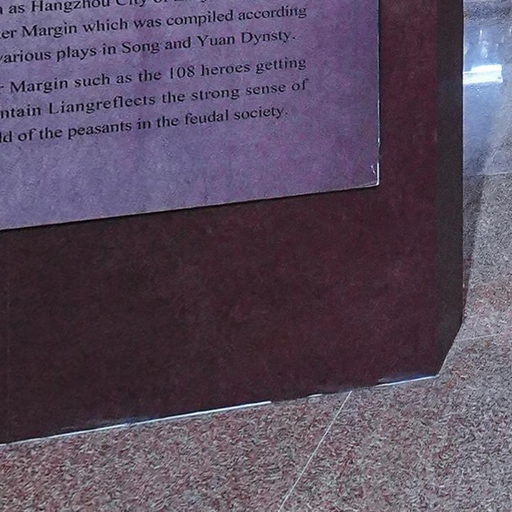 as Hangzhou City of
er Margin which was compiled according
various plays in Song and Yuan Dynsty.
r Margin such as the 108 heroes getting
ntain Liangreflects the strong sense of
ld of the peasants in the feudal society.